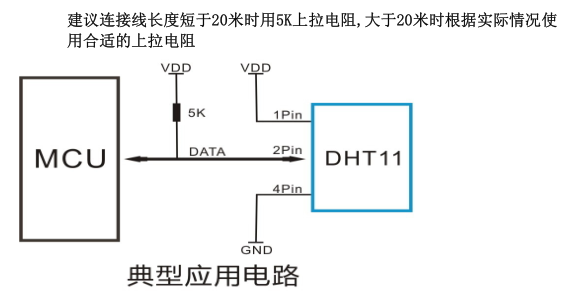 建议连接线长度短于20米时用5K上拉电阻,大于20米时根据实际情况使
用合适的上拉电阻
VDD
VDD
5K
1Pin
MCU
DATA
2Pin
DHT11
4Pin
GND
典型应用电路